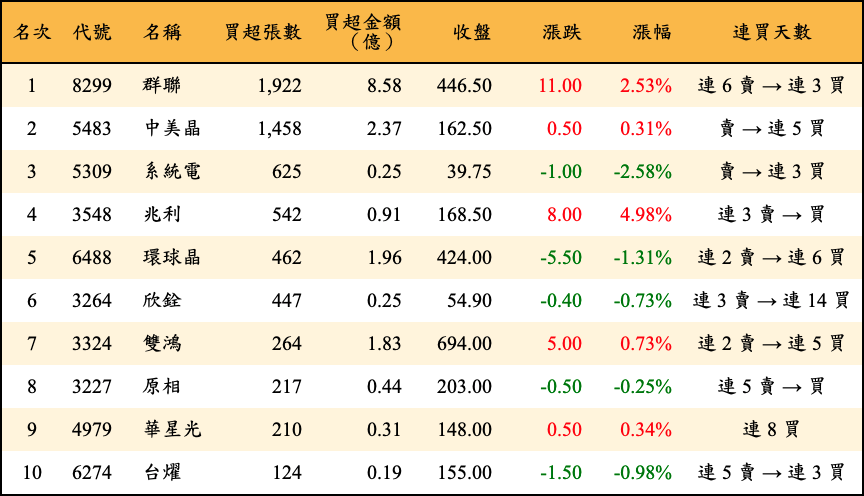 名次 代號 名稱 買超張數 買超金額（億） 收盤 漲跌 漲幅 連買天數
1 8299 群聯 1,922 8.58 446.50 11.00 2.53% 連 6 賣 → 連 3 買
2 5483 中美晶 1,458 2.37 162.50 0.50 0.31% 賣 → 連 5 買
3 5309 系統電 625 0.25 39.75 -1.00 -2.58% 賣 → 連 3 買
4 3548 兆利 542 0.91 168.50 8.00 4.98% 連 3 賣 → 買
5 6488 環球晶 462 1.96 424.00 -5.50 -1.31% 連 2 賣 → 連 6 買
6 3264 欣銓 447 0.25 54.90 -0.40 -0.73% 連 3 賣 → 連 14 買
7 3324 雙鴻 264 1.83 694.00 5.00 0.73% 連 2 賣 → 連 5 買
8 3227 原相 217 0.44 203.00 -0.50 -0.25% 連 5 賣 → 買
9 4979 華星光 210 0.31 148.00 0.50 0.34% 連 8 買
10 6274 台燿 124 0.19 155.00 -1.50 -0.98% 連 5 賣 → 連 3 買